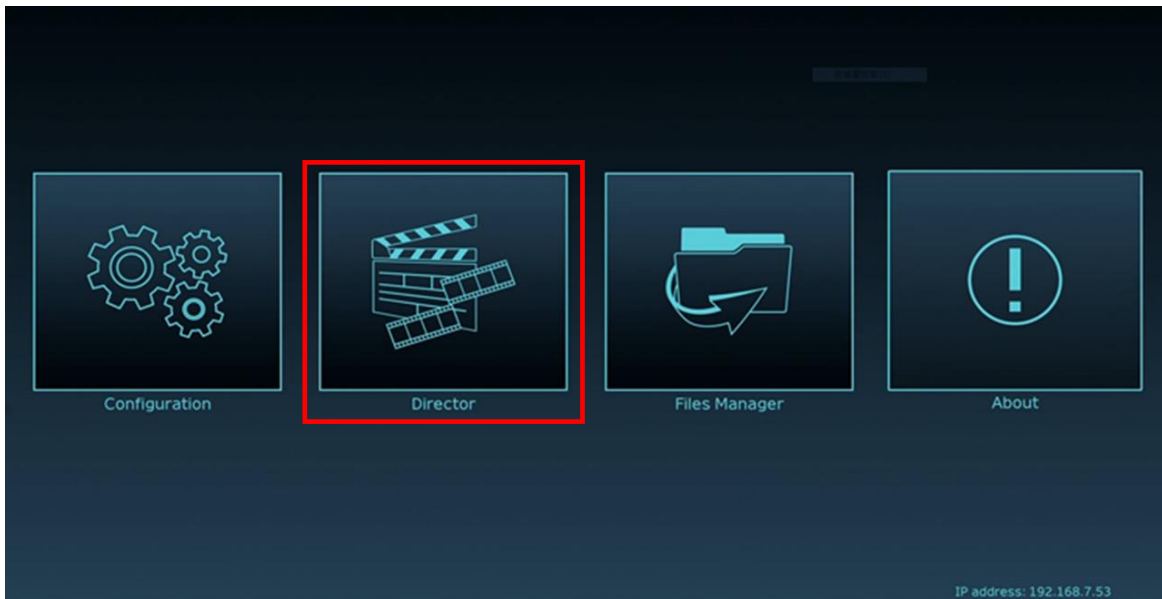 Configuration
Director
Files Manager
About
IP address: 192.168.7.53